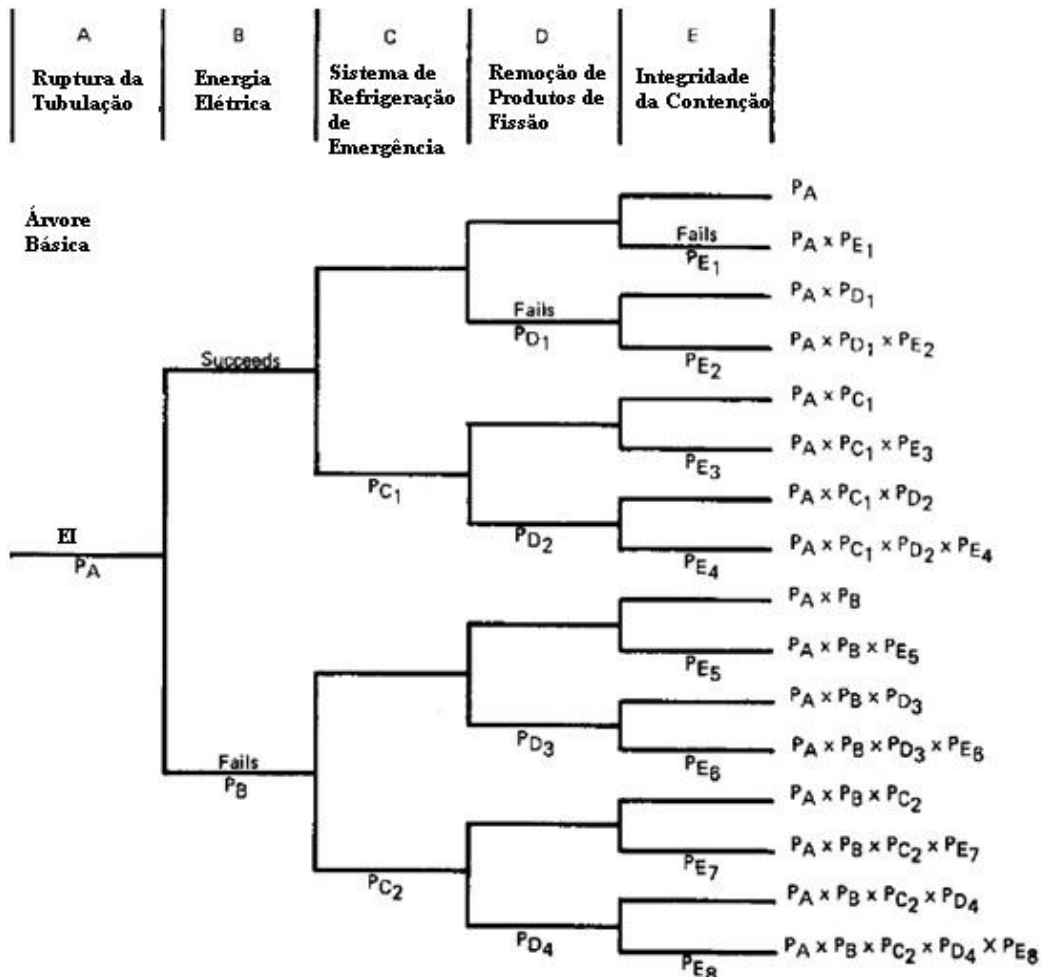 A
B
C
D
E
Ruptura da
Tubulação
Energia
Elétrica
Sistema de
Refrigeração
de
Emergência
Remoção de
Produtos de
Fissão
Integridade
da Contenção
Árvore
Básica
PA
Fails
PE1
PA x PE1
Fails
PD1
PA x PD1
PE2
PA x PD1 x PE2
Succeeds
PA x PC1
PE3
PA x PC1 x PE3
PC1
PA x PC1 x PD2
PD2
PE4
PA x PC1 x PD2 x PE4
EI
PA
PA x PB
PE5
PA x PB x PE5
PD3
PA x PB x PD3
PE6
PA x PB x PD3 x PE6
Fails
PB
PA x PB x PC2
PE7
PA x PB x PC2 x PE7
PC2
PA x PB x PC2 x PD4
PD4
PE8
PA x PB x PC2 x PD4 x PE8